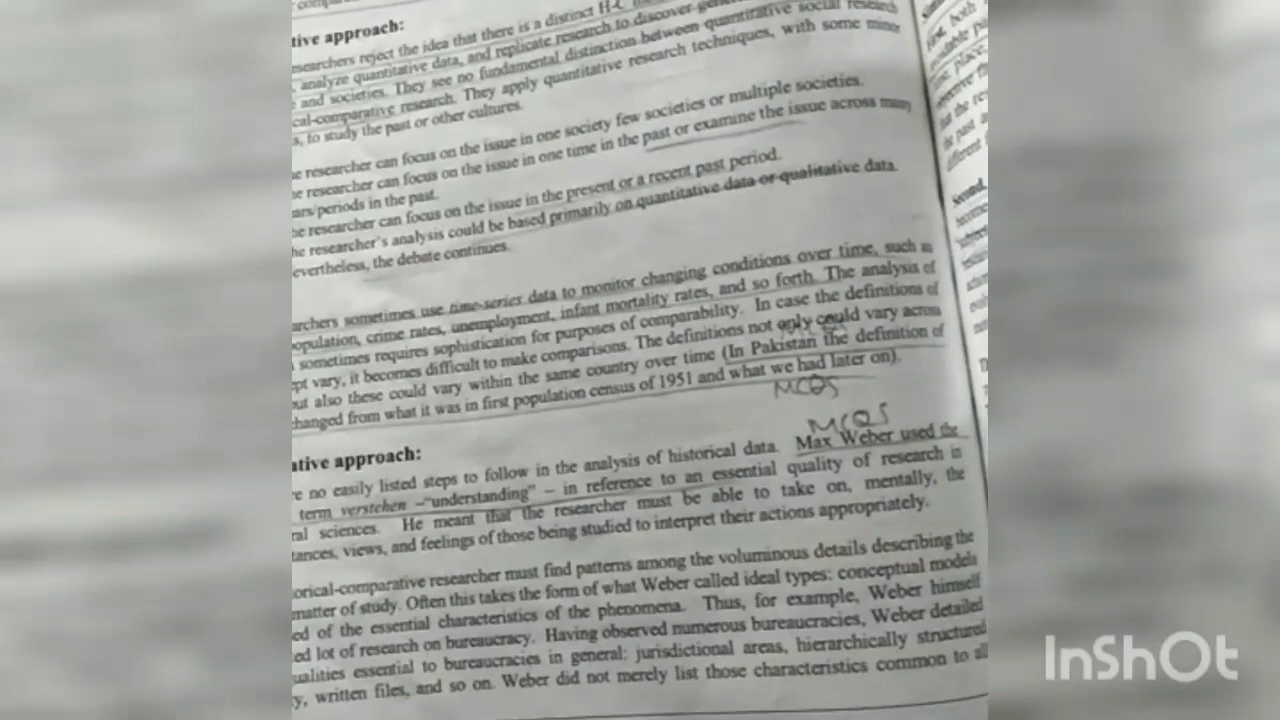 tive approach:
esearchers reject the idea that there is a distinct H-C
analyze quantitative data, and replicate research to discover
and societies. They see no fundamental distinction between quantitative social research
cal-comparative research. They apply quantitative research techniques, with some minor
s, to study the past or other cultures.
e researcher can focus on the issue in one society few societies or multiple societies.
e researcher can focus on the issue in one time in the past or examine the issue across many
ars/periods in the past.
he researcher can focus on the issue in the present or a recent past period.
he researcher's analysis could be based primarily on quantitative data or qualitative data.
evertheless, the debate continues.
archers sometimes use time-series data to monitor changing conditions over time, such as
opulation, crime rates, unemployment, infant mortality rates, and so forth. The analysis of
sometimes requires sophistication for purposes of comparability. In case the definitions of
pt vary, it becomes difficult to make comparisons. The definitions not only could vary across
ut also these could vary within the same country over time (In Pakistan the definition of
hanged from what it was in first population census of 1951 and what we had later on).
MCQS
MCQS
ative approach:
e no easily listed steps to follow in the analysis of historical data. Max Weber used the
term verstehen –"understanding" – in reference to an essential quality of research in
ral sciences. He meant that the researcher must be able to take on, mentally, the
tances, views, and feelings of those being studied to interpret their actions appropriately.
orical-comparative researcher must find patterns among the voluminous details describing the
matter of study. Often this takes the form of what Weber called ideal types: conceptual models
ed of the essential characteristics of the phenomena. Thus, for example, Weber himself
ed lot of research on bureaucracy. Having observed numerous bureaucracies, Weber detailed
ualities essential to bureaucracies in general: jurisdictional areas, hierarchically structured
y, written files, and so on. Weber did not merely list those characteristics common to all
First, both
place,
the past
different
Second,
InShOt